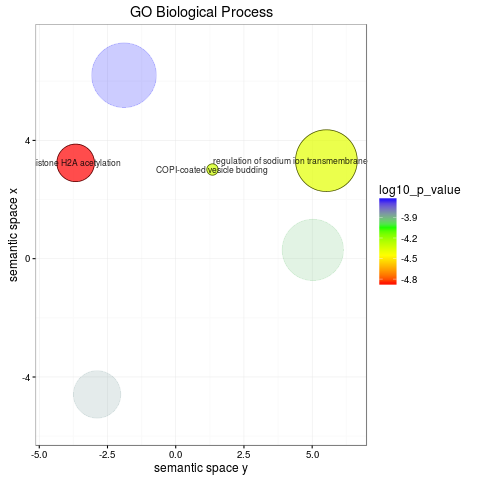 GO Biological Process
regulation of sodium ion transmembrane
istone H2A acetylation
COPI-coated vesicle budding
4
0
-4
semantic space x
-5.0
-2.5
0.0
2.5
5.0
semantic space y
log10_p_value
-3.9
-4.2
-4.5
-4.8